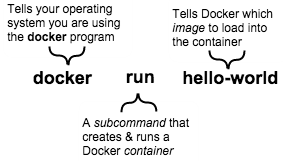 Tells your operating
system you are using
the docker program
Tells Docker which
image to load into
the container
docker run hello-world
A subcommand that
creates & runs a
Docker container